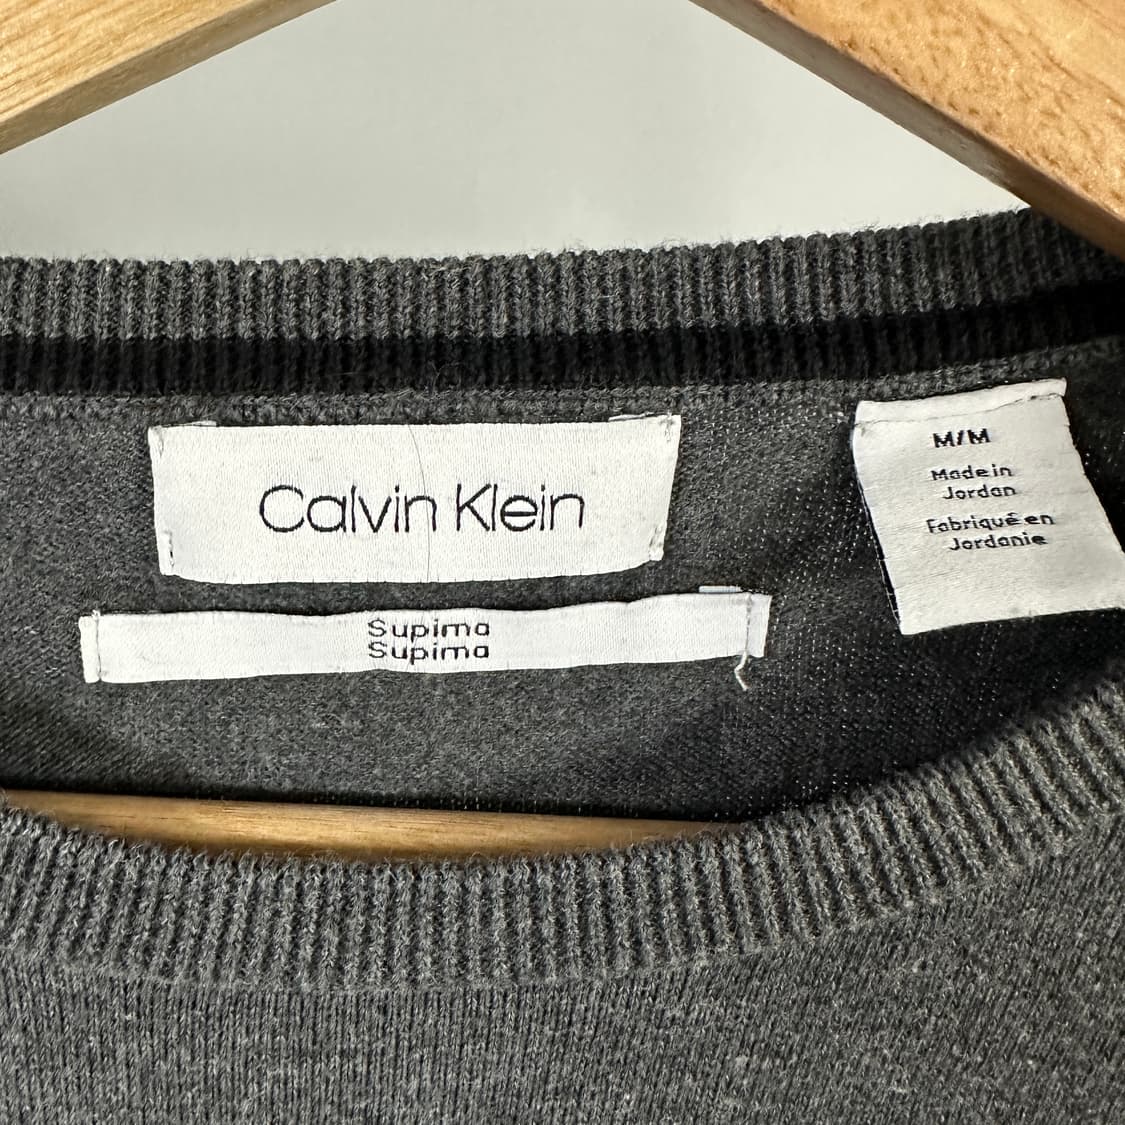 Calvin Klein
Supima
Supima
M/M
Made in
Jordan
Fabriqué en
Jordanie